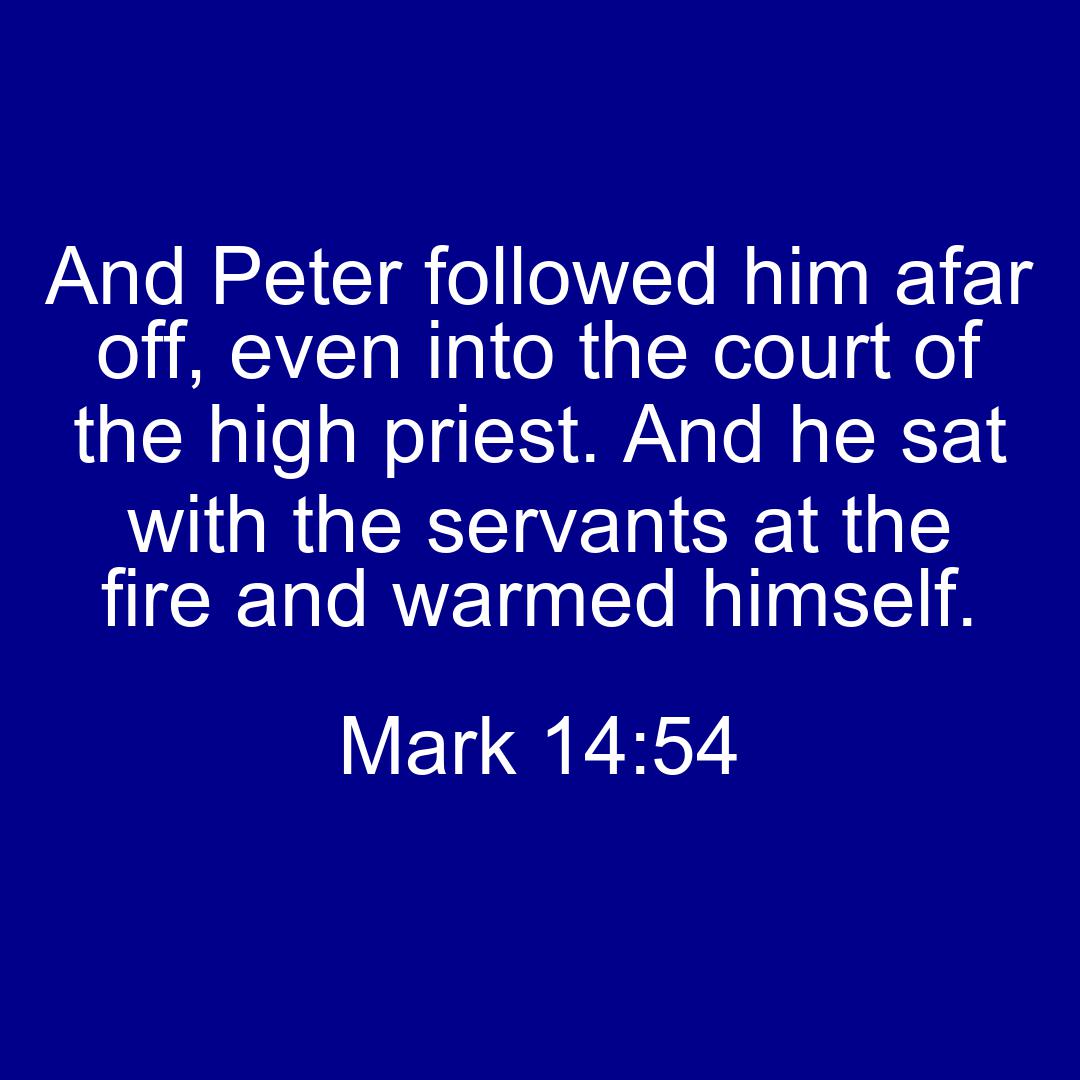 And Peter followed him afar
off, even into the court of
the high priest. And he sat
with the servants at the
fire and warmed himself.
Mark 14:54